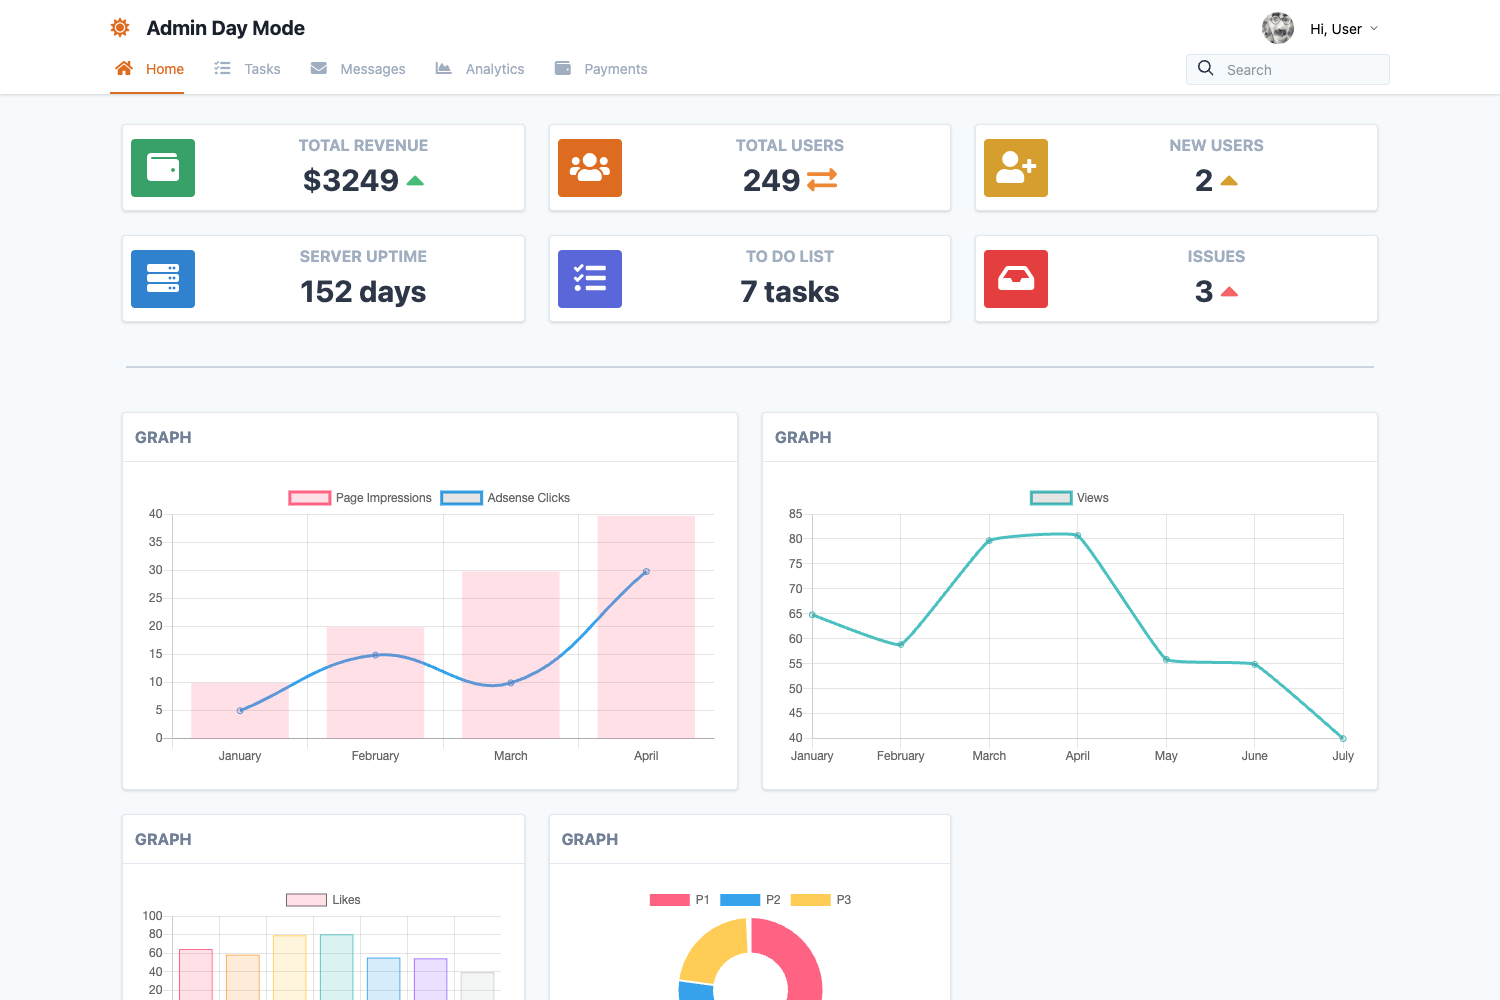 Admin Day Mode
Hi, User
Home Tasks Messages Analytics Payments
Search
TOTAL REVENUE
$3249
TOTAL USERS
249
NEW USERS
2
SERVER UPTIME
152 days
TO DO LIST
7 tasks
ISSUES
3
GRAPH
Page Impressions Adsense Clicks
40
35
30
25
20
15
10
5
0
January February March April
GRAPH
Views
85
80
75
70
65
60
55
50
45
40
January February March April May June July
GRAPH
Likes
100
80
60
40
20
GRAPH
P1 P2 P3